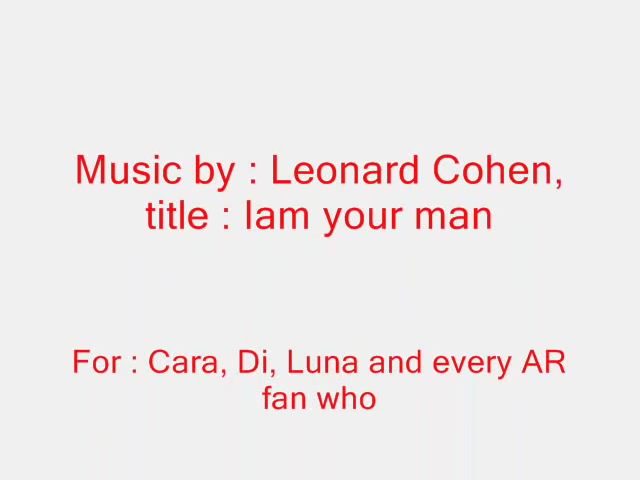 Music by : Leonard Cohen,
title : Iam your man
For : Cara, Di, Luna and every AR
fan who